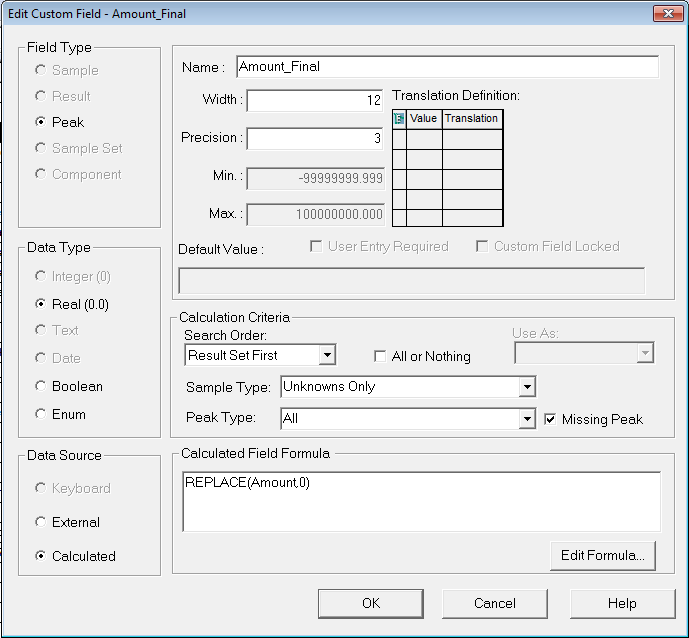 Edit Custom Field - Amount_Final
Field Type
Sample
Result
Peak
Sample Set
Component
Name : Amount_Final
Width : 12
Precision : 3
Min. : -99999999.999
Max. : 100000000.000
Translation Definition:
Value Translation
Default Value :
User Entry Required
Custom Field Locked
Data Type
Integer (0)
Real (0.0)
Text
Date
Boolean
Enum
Calculation Criteria
Search Order:
Result Set First
All or Nothing
Use As:
Sample Type: Unknowns Only
Peak Type: All
Missing Peak
Data Source
Keyboard
External
Calculated
Calculated Field Formula
REPLACE(Amount,0)
Edit Formula...
OK
Cancel
Help